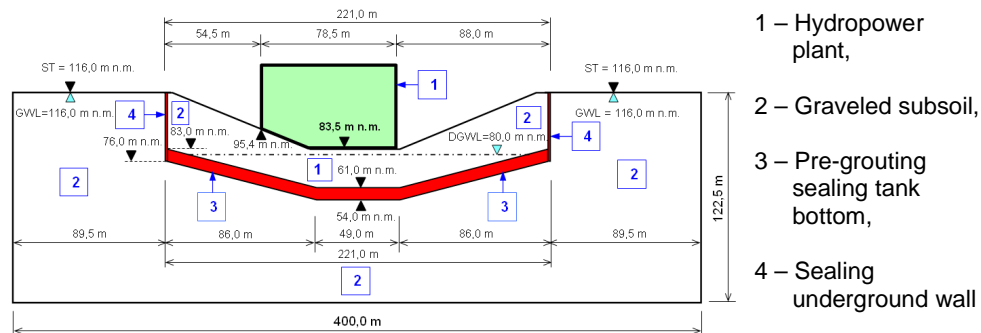 221,0 m
54,5 m
78,5 m
88,0 m
ST = 116,0 m n.m.
ST = 116,0 m n.m.
1
GWL=116,0 m n.m.
GWL = 116,0 m n.m.
2
2
4
4
83,0 m n.m.
83,5 m n.m.
DGWL=80,0 m n.m.
76,0 m n.m.
95,4 m n.m.
1
61,0 m n.m.
2
2
3
3
54,0 m n.m.
122,5 m
89,5 m
86,0 m
49,0 m
86,0 m
89,5 m
221,0 m
2
400,0 m
1 – Hydropower
plant,
2 – Graveled subsoil,
3 – Pre-grouting
sealing tank
bottom,
4 – Sealing
underground wall